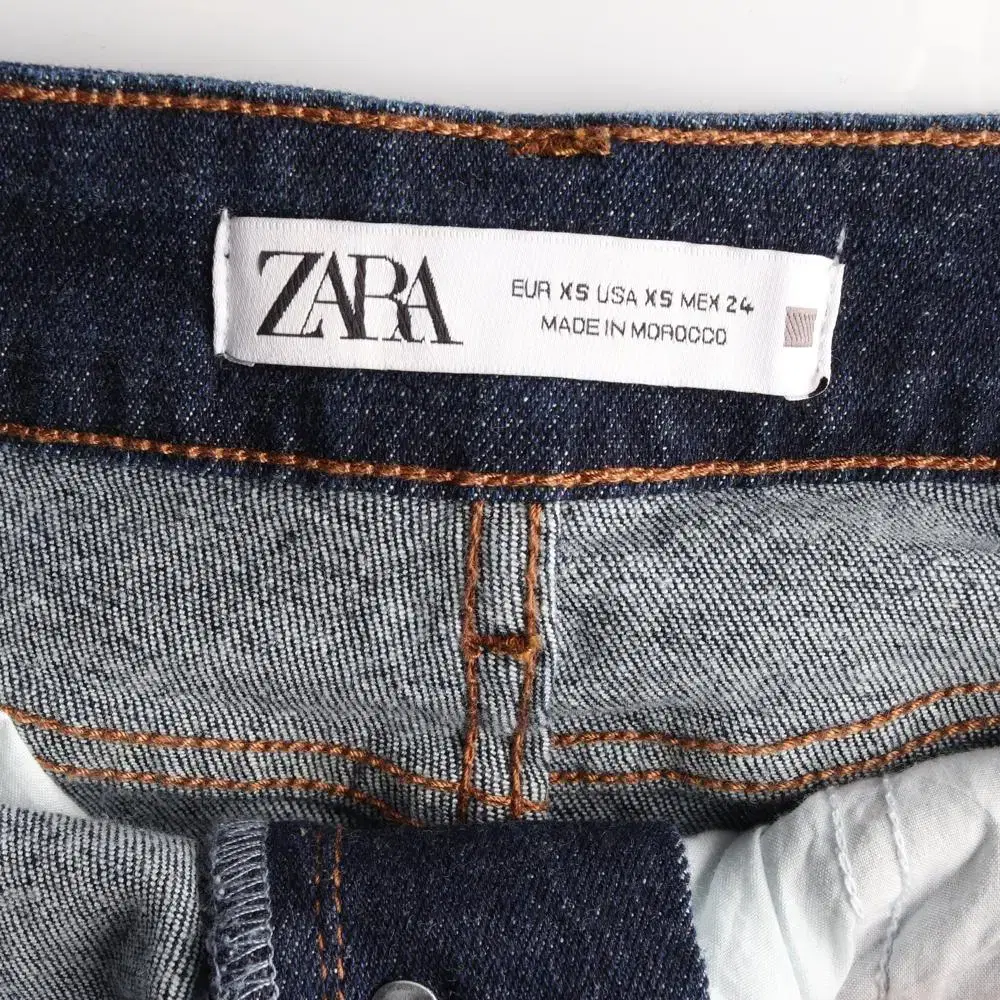 ZARA
EUR XS USA XS MEX 24
MADE IN MOROCCO